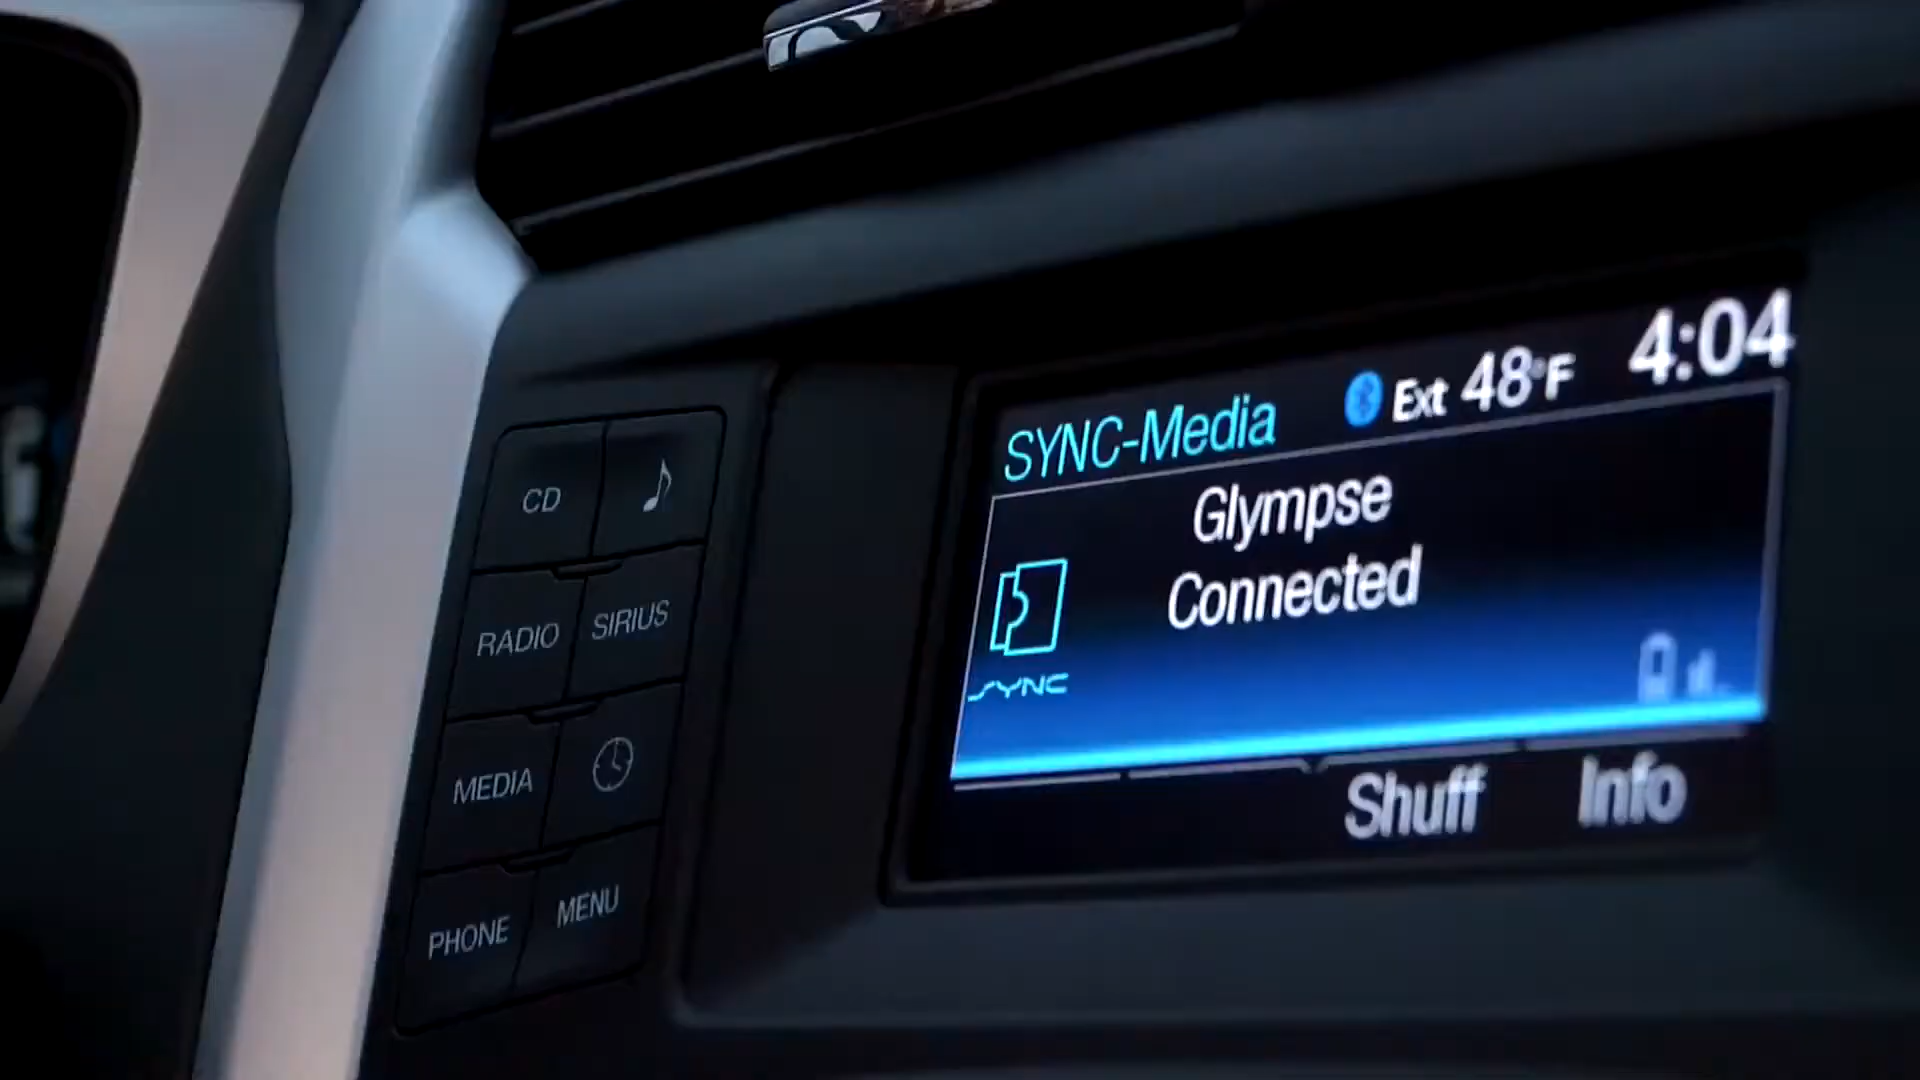 Ext 48°F 4:04
SYNC-Media
Glympse
Connected
SYNC
Shuff Info
CD
RADIO SIRIUS
MEDIA
PHONE MENU